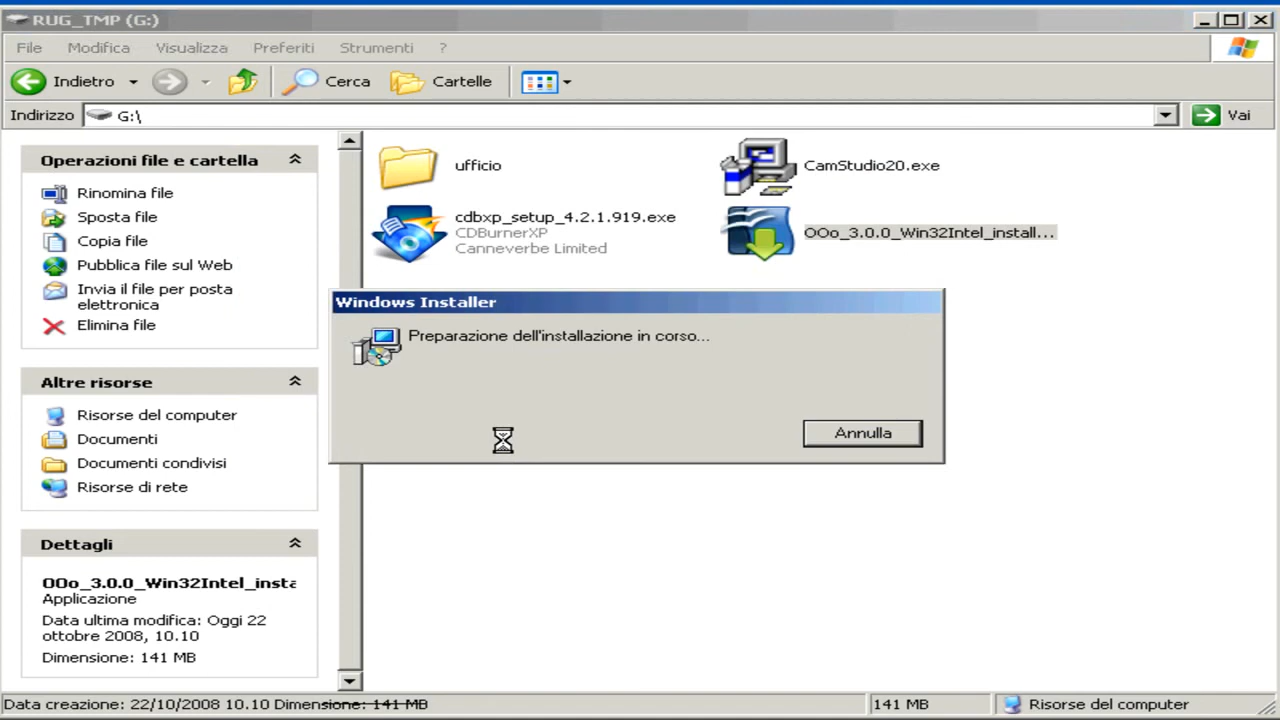 RUG_TMP (G:)
File Modifica Visualizza Preferiti Strumenti ?
Indietro Cerca Cartelle
Indirizzo G:\ Vai
Operazioni file e cartella
Rinomina file
Sposta file
Copia file
Pubblica file sul Web
Invia il file per posta
elettronica
Elimina file
Altre risorse
Risorse del computer
Documenti
Documenti condivisi
Risorse di rete
Dettagli
OOo_3.0.0_Win32Intel_insta
Applicazione
Data ultima modifica: Oggi 22
ottobre 2008, 10.10
Dimensione: 141 MB
ufficio
CamStudio20.exe
cdbxp_setup_4.2.1.919.exe
CDBurnerXP
Canneverbe Limited
OOo_3.0.0_Win32Intel_install...
Windows Installer
Preparazione dell'installazione in corso...
Annulla
Data creazione: 22/10/2008 10.10 Dimensione: 141 MB 141 MB Risorse del computer